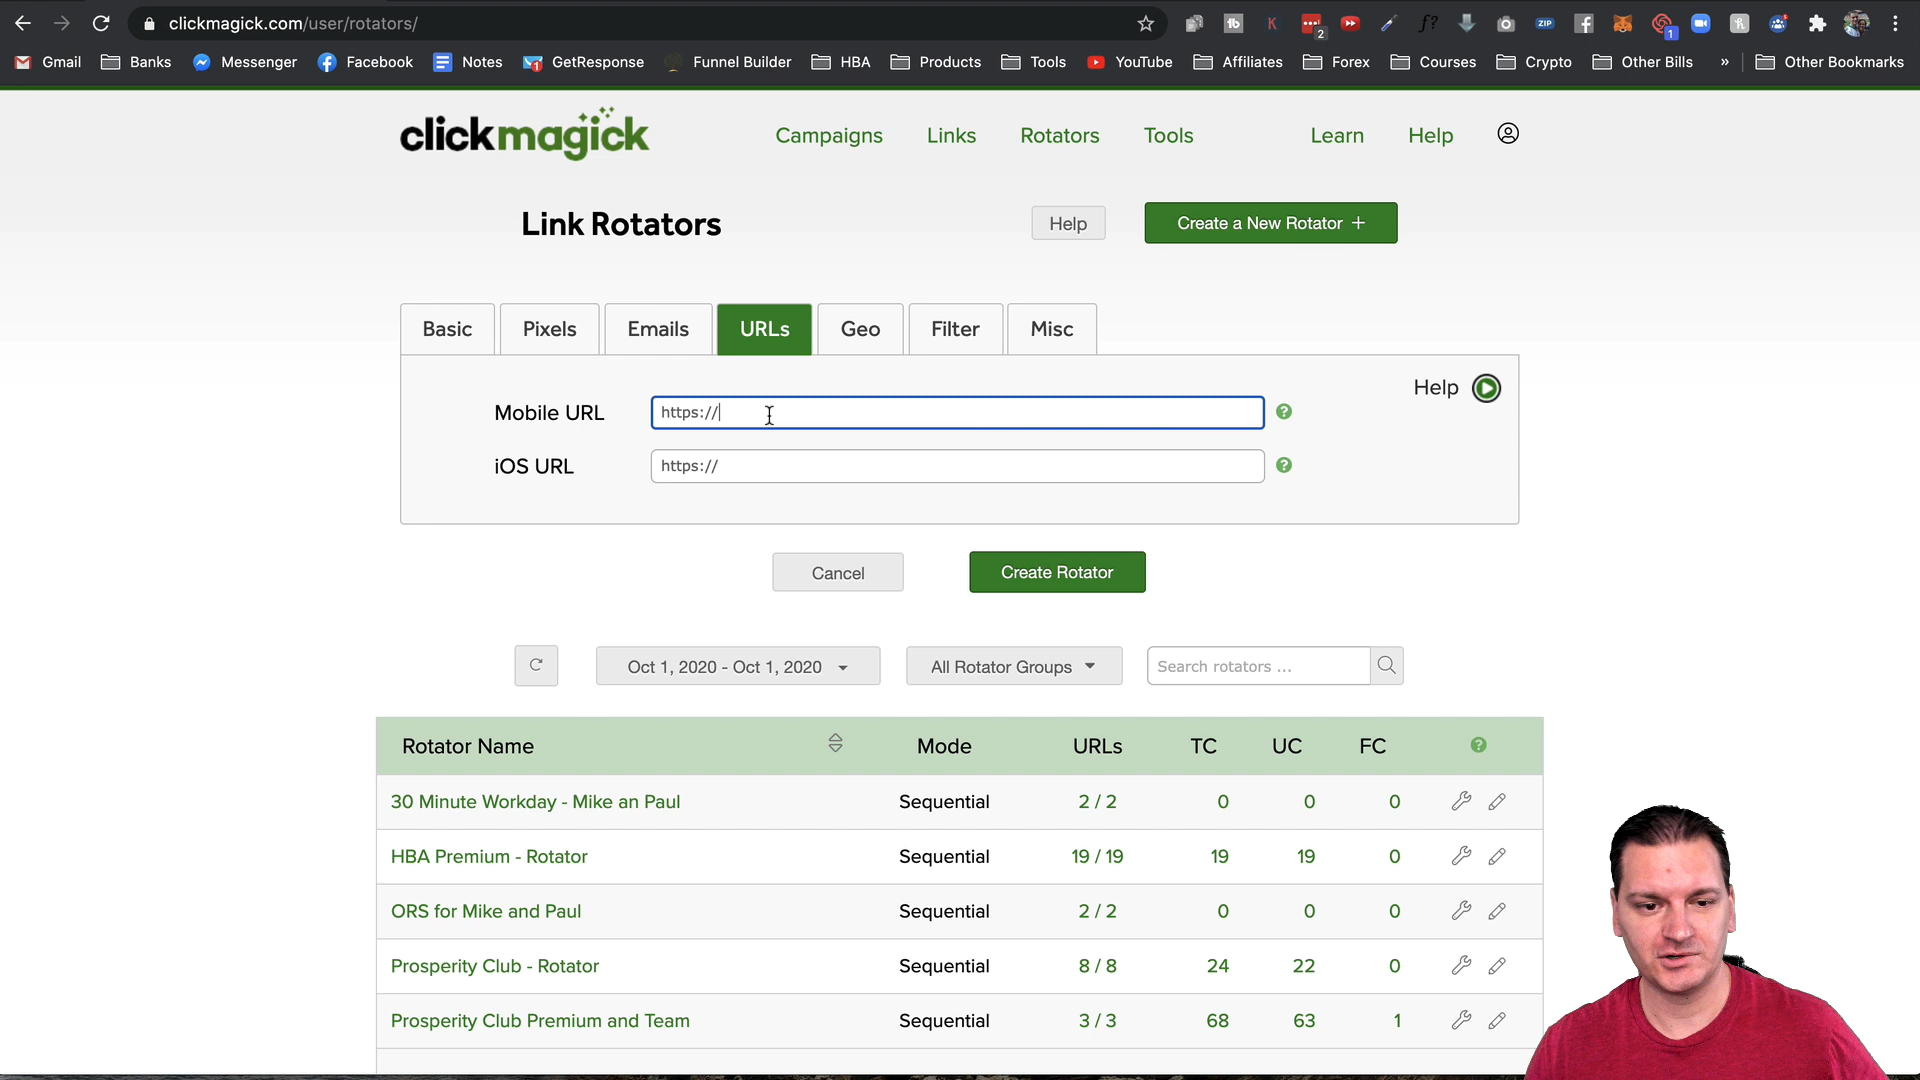 clickmagick.com/user/rotators/
2
ZIP
1
Gmail Banks Messenger Facebook Notes GetResponse Funnel Builder HBA Products Tools YouTube Affiliates Forex Courses Crypto Other Bills » Other Bookmarks
clickmagick
Campaigns Links Rotators Tools Learn Help
Link Rotators
Help
Create a New Rotator +
Basic Pixels Emails URLs Geo Filter Misc
Help
Mobile URL https:// ?
iOS URL https:// ?
Cancel Create Rotator
Oct 1, 2020 - Oct 1, 2020 All Rotator Groups Search rotators ...
Rotator Name Mode URLs TC UC FC ?
30 Minute Workday - Mike an Paul Sequential 2 / 2 0 0 0
HBA Premium - Rotator Sequential 19 / 19 19 19 0
ORS for Mike and Paul Sequential 2 / 2 0 0 0
Prosperity Club - Rotator Sequential 8 / 8 24 22 0
Prosperity Club Premium and Team Sequential 3 / 3 68 63 1